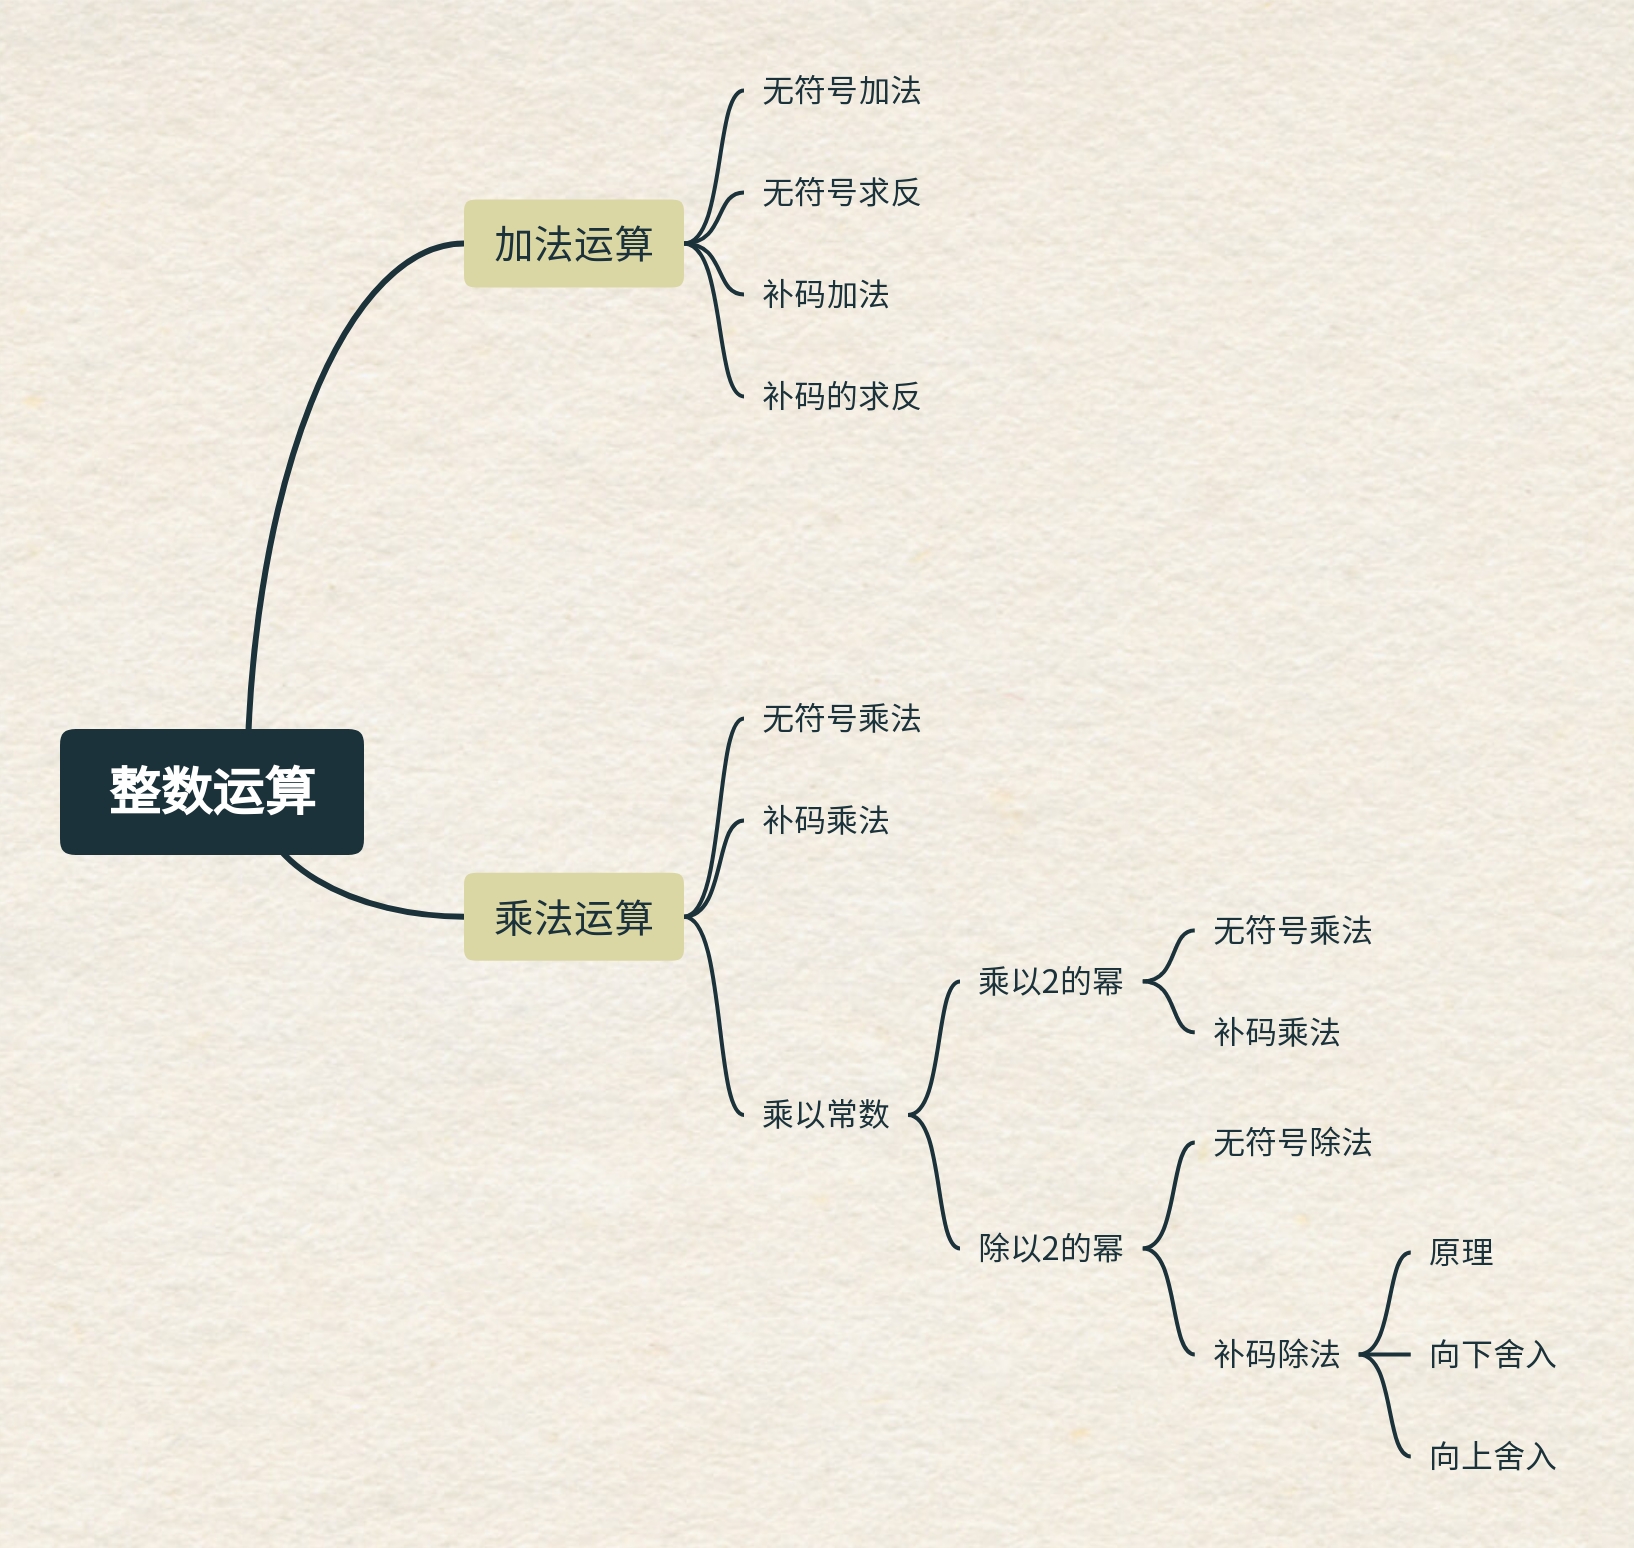 整数运算
加法运算
无符号加法
无符号求反
补码加法
补码的求反
乘法运算
无符号乘法
补码乘法
乘以常数
乘以2的幂
无符号乘法
补码乘法
除以2的幂
无符号除法
补码除法
原理
向下舍入
向上舍入